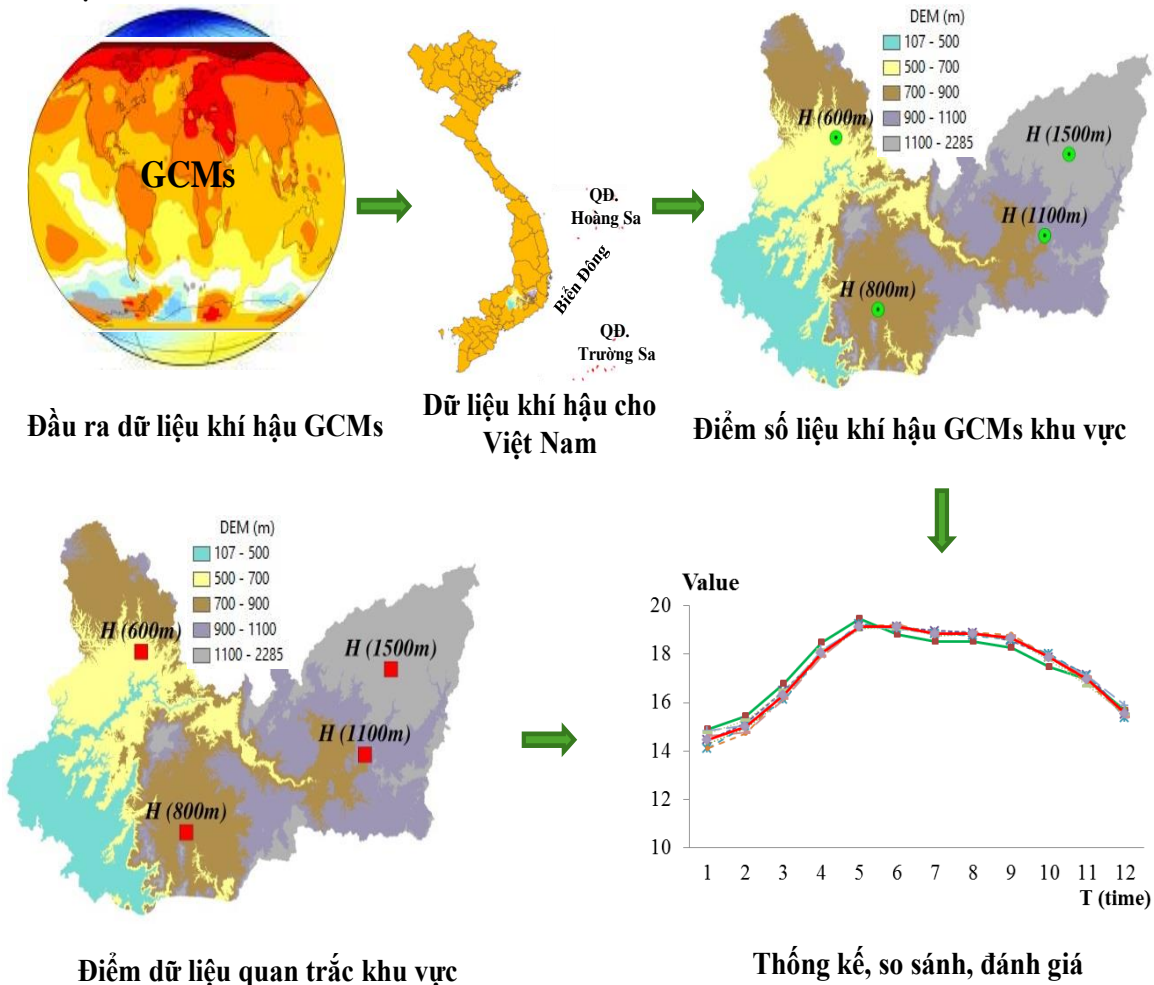 GCMs
QĐ.
Hoàng Sa
Biển Đông
QĐ.
Trường Sa
DEM (m)
107 - 500
500 - 700
700 - 900
900 - 1100
1100 - 2285
H (600m)
H (1500m)
H (1100m)
H (800m)
Đầu ra dữ liệu khí hậu GCMs
Dữ liệu khí hậu cho
Việt Nam
Điểm số liệu khí hậu GCMs khu vực
DEM (m)
107 - 500
500 - 700
700 - 900
900 - 1100
1100 - 2285
H (600m)
H (1500m)
H (1100m)
H (800m)
Value
20
18
16
14
12
10
1 2 3 4 5 6 7 8 9 10 11 12
T (time)
Điểm dữ liệu quan trắc khu vực
Thống kế, so sánh, đánh giá